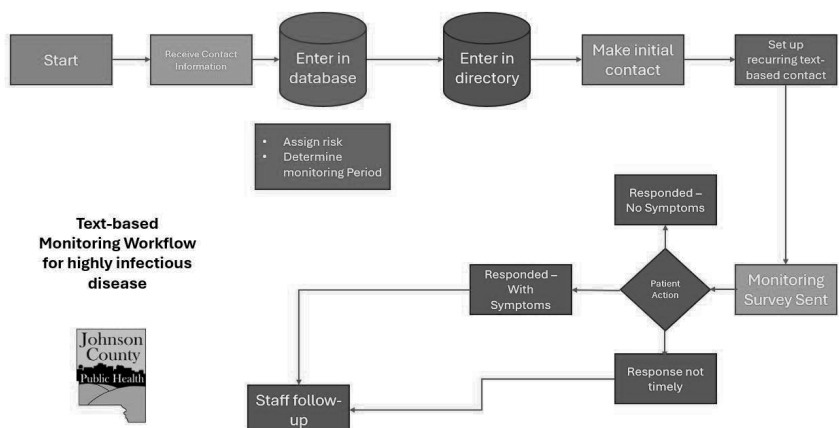 Start
Receive Contact
Information
Enter in
database
Enter in
directory
Make initial
contact
Set up
recurring text-
based contact
• Assign risk
• Determine
monitoring Period
Text-based
Monitoring Workflow
for highly infectious
disease
Responded –
No Symptoms
Responded –
With
Symptoms
Patient
Action
Monitoring
Survey Sent
Response not
timely
Staff follow-
up
Johnson
County
Public Health